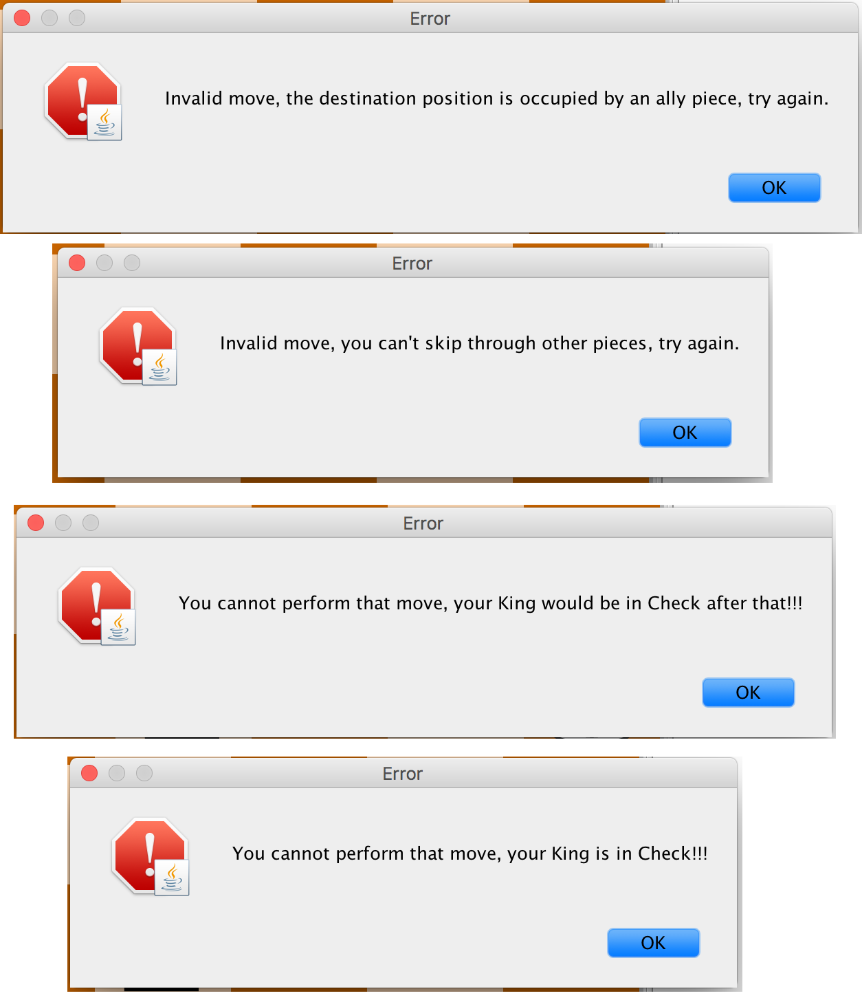 Error
Invalid move, the destination position is occupied by an ally piece, try again.
OK
Error
Invalid move, you can't skip through other pieces, try again.
OK
Error
You cannot perform that move, your King would be in Check after that!!!
OK
Error
You cannot perform that move, your King is in Check!!!
OK